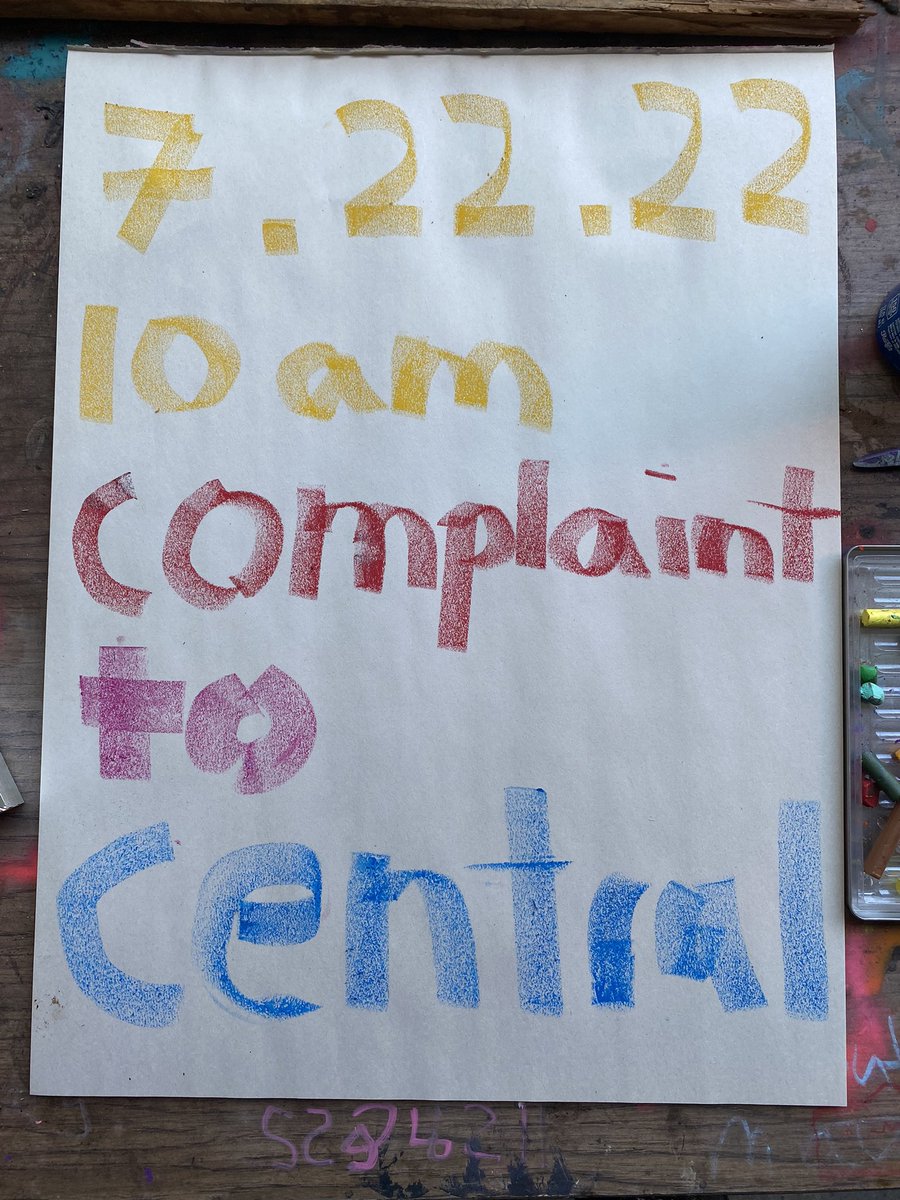 7.22.22
10 am
complaint
to
central